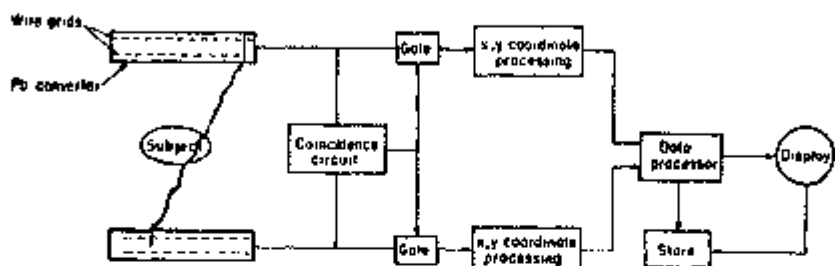 Wire grids
Pb converter
Subject
Coincidence
circuit
Gate
x,y coordinate
processing
Gate
x,y coordinate
processing
Data
processor
Display
Store